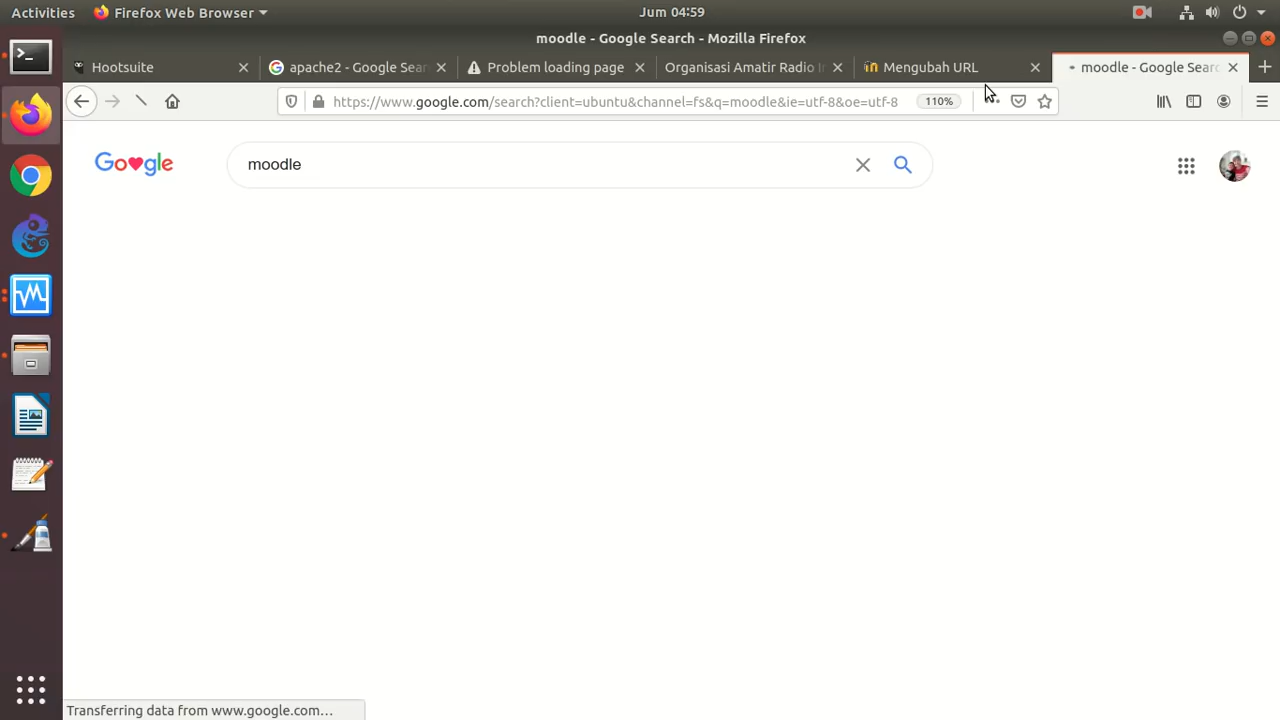 Activities Firefox Web Browser Jum 04:59
moodle - Google Search - Mozilla Firefox
Hootsuite apache2 - Google Sear Problem loading page Organisasi Amatir Radio I Mengubah URL moodle - Google Searc
https://www.google.com/search?client=ubuntu&channel=fs&q=moodle&ie=utf-8&oe=utf-8 110%
Google moodle
Transferring data from www.google.com…